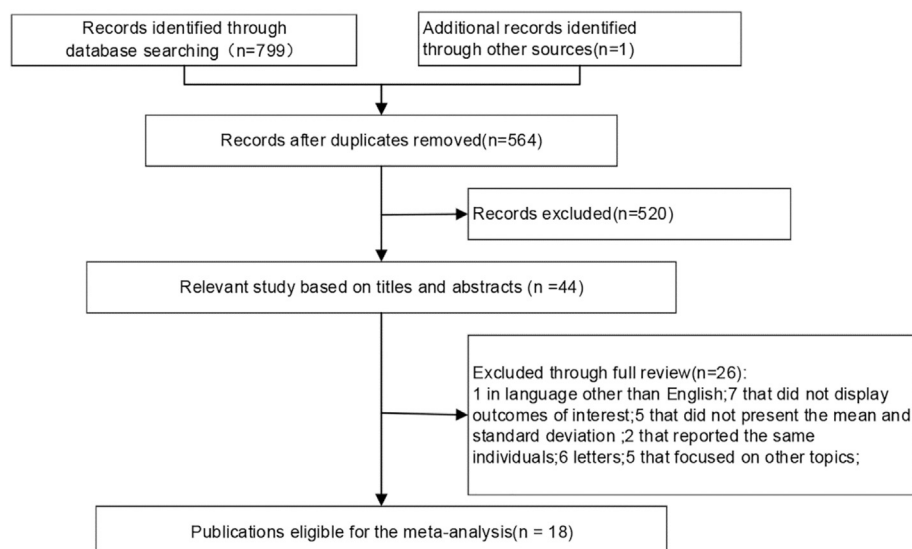 Records identified through
database searching（n=799）
Additional records identified
through other sources(n=1)
Records after duplicates removed(n=564)
Records excluded(n=520)
Relevant study based on titles and abstracts (n =44)
Excluded through full review(n=26):
1 in language other than English;7 that did not display
outcomes of interest;5 that did not present the mean and
standard deviation ;2 that reported the same
individuals;6 letters;5 that focused on other topics;
Publications eligible for the meta-analysis(n = 18)